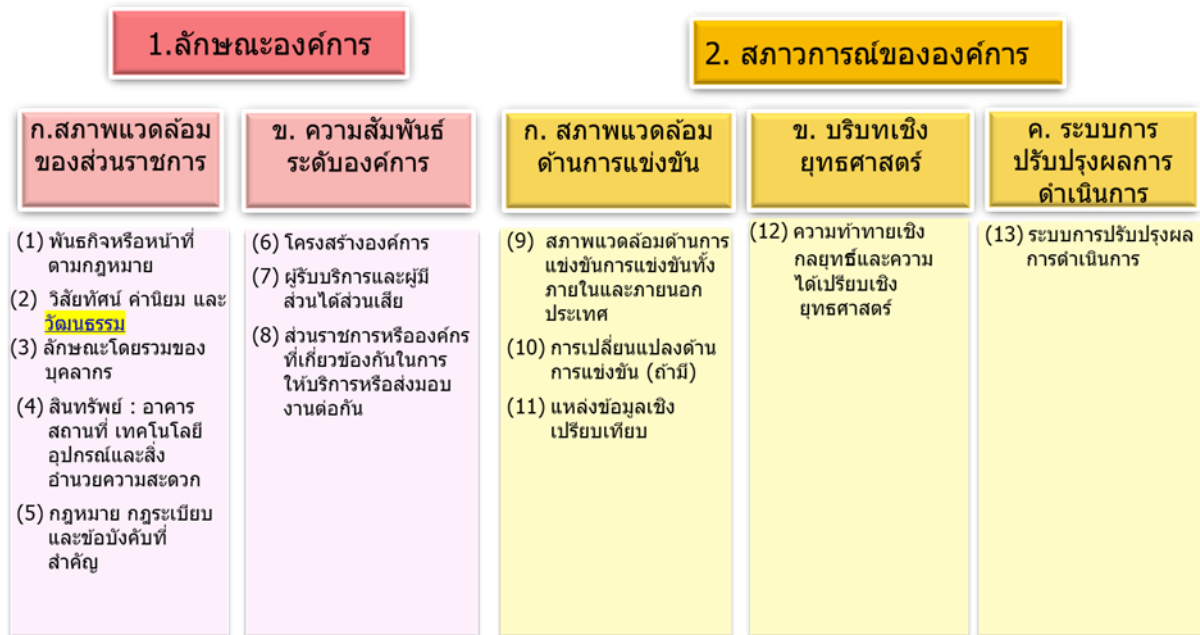 1.ลักษณะองค์การ
2. สภาวการณ์ขององค์การ
ก.สภาพแวดล้อม
ของส่วนราชการ
ข. ความสัมพันธ์
ระดับองค์การ
ก. สภาพแวดล้อม
ด้านการแข่งขัน
ข. บริบทเชิง
ยุทธศาสตร์
ค. ระบบการ
ปรับปรุงผลการ
ดำเนินการ
(1) พันธกิจหรือหน้าที่
ตามกฎหมาย
(2) วิสัยทัศน์ ค่านิยม และ
วัฒนธรรม
(3) ลักษณะโดยรวมของ
บุคลากร
(4) สินทรัพย์ : อาคาร
สถานที่ เทคโนโลยี
อุปกรณ์และสิ่ง
อำนวยความสะดวก
(5) กฎหมาย กฎระเบียบ
และข้อบังคับที่
สำคัญ
(6) โครงสร้างองค์การ
(7) ผู้รับบริการและผู้มี
ส่วนได้ส่วนเสีย
(8) ส่วนราชการหรือองค์กร
ที่เกี่ยวข้องกันในการ
ให้บริการหรือส่งมอบ
งานต่อกัน
(9) สภาพแวดล้อมด้านการ
แข่งขันการแข่งขันทั้ง
ภายในและภายนอก
ประเทศ
(10) การเปลี่ยนแปลงด้าน
การแข่งขัน (ถ้ามี)
(11) แหล่งข้อมูลเชิง
เปรียบเทียบ
(12) ความท้าทายเชิง
กลยุทธ์และความ
ได้เปรียบเชิง
ยุทธศาสตร์
(13) ระบบการปรับปรุงผล
การดำเนินการ